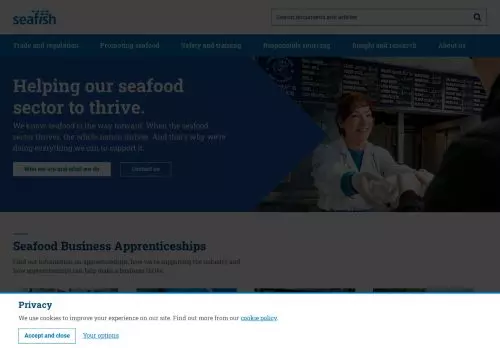 seafish
Search documents and articles
Trade and regulation Promoting seafood Safety and training Responsible sourcing Insight and research About us
Helping our seafood
sector to thrive.
We know seafood is the way forward. When the seafood
sector thrives, the whole nation thrives. And that's why we're
doing everything we can to support it.
Who we are and what we do Contact us
Seafood Business Apprenticeships
Find our information on apprenticeships, how we're supporting the industry and
how apprenticeships can help make a business thrive.
Privacy
We use cookies to improve your experience on our site. Find out more from our cookie policy.
Accept and close Your options